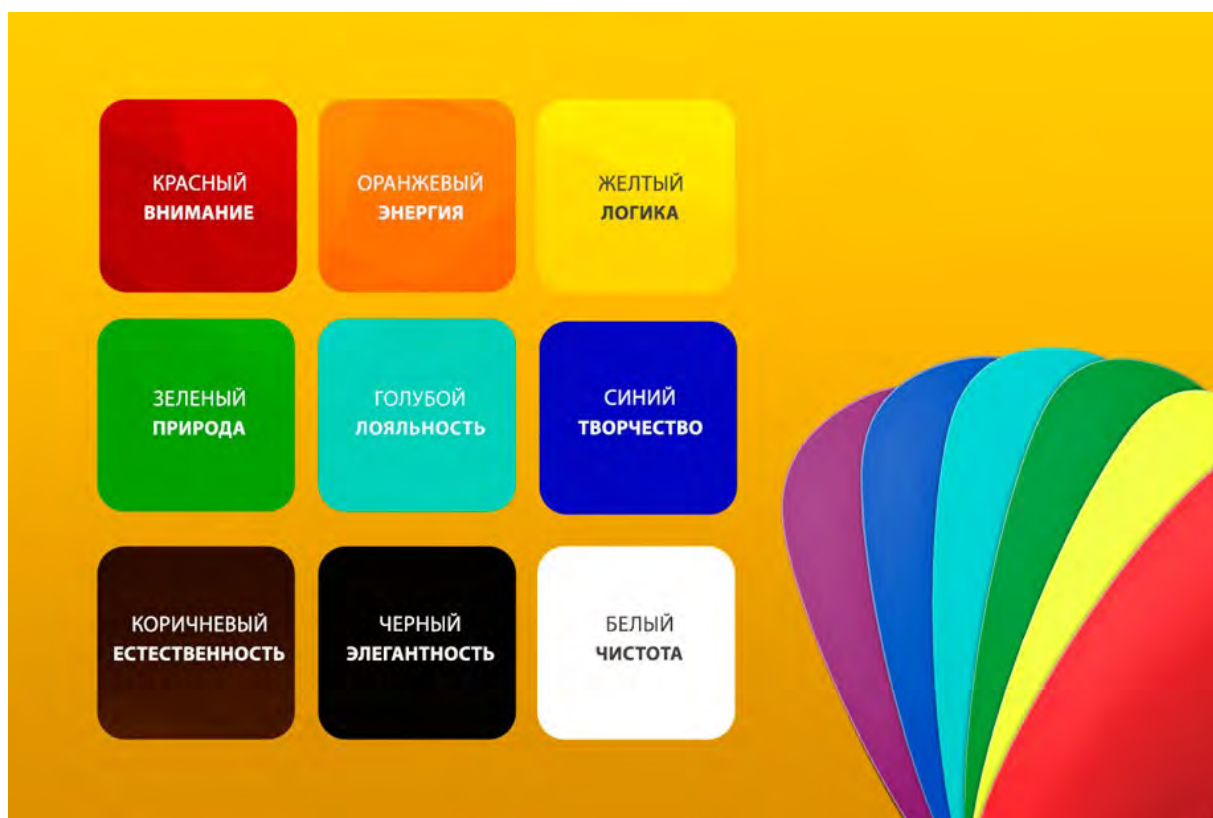 КРАСНЫЙ
ВНИМАНИЕ
ОРАНЖЕВЫЙ
ЭНЕРГИЯ
ЖЕЛТЫЙ
ЛОГИКА
ЗЕЛЕНЫЙ
ПРИРОДА
ГОЛУБОЙ
ЛОЯЛЬНОСТЬ
СИНИЙ
ТВОРЧЕСТВО
КОРИЧНЕВЫЙ
ЕСТЕСТВЕННОСТЬ
ЧЕРНЫЙ
ЭЛЕГАНТНОСТЬ
БЕЛЫЙ
ЧИСТОТА